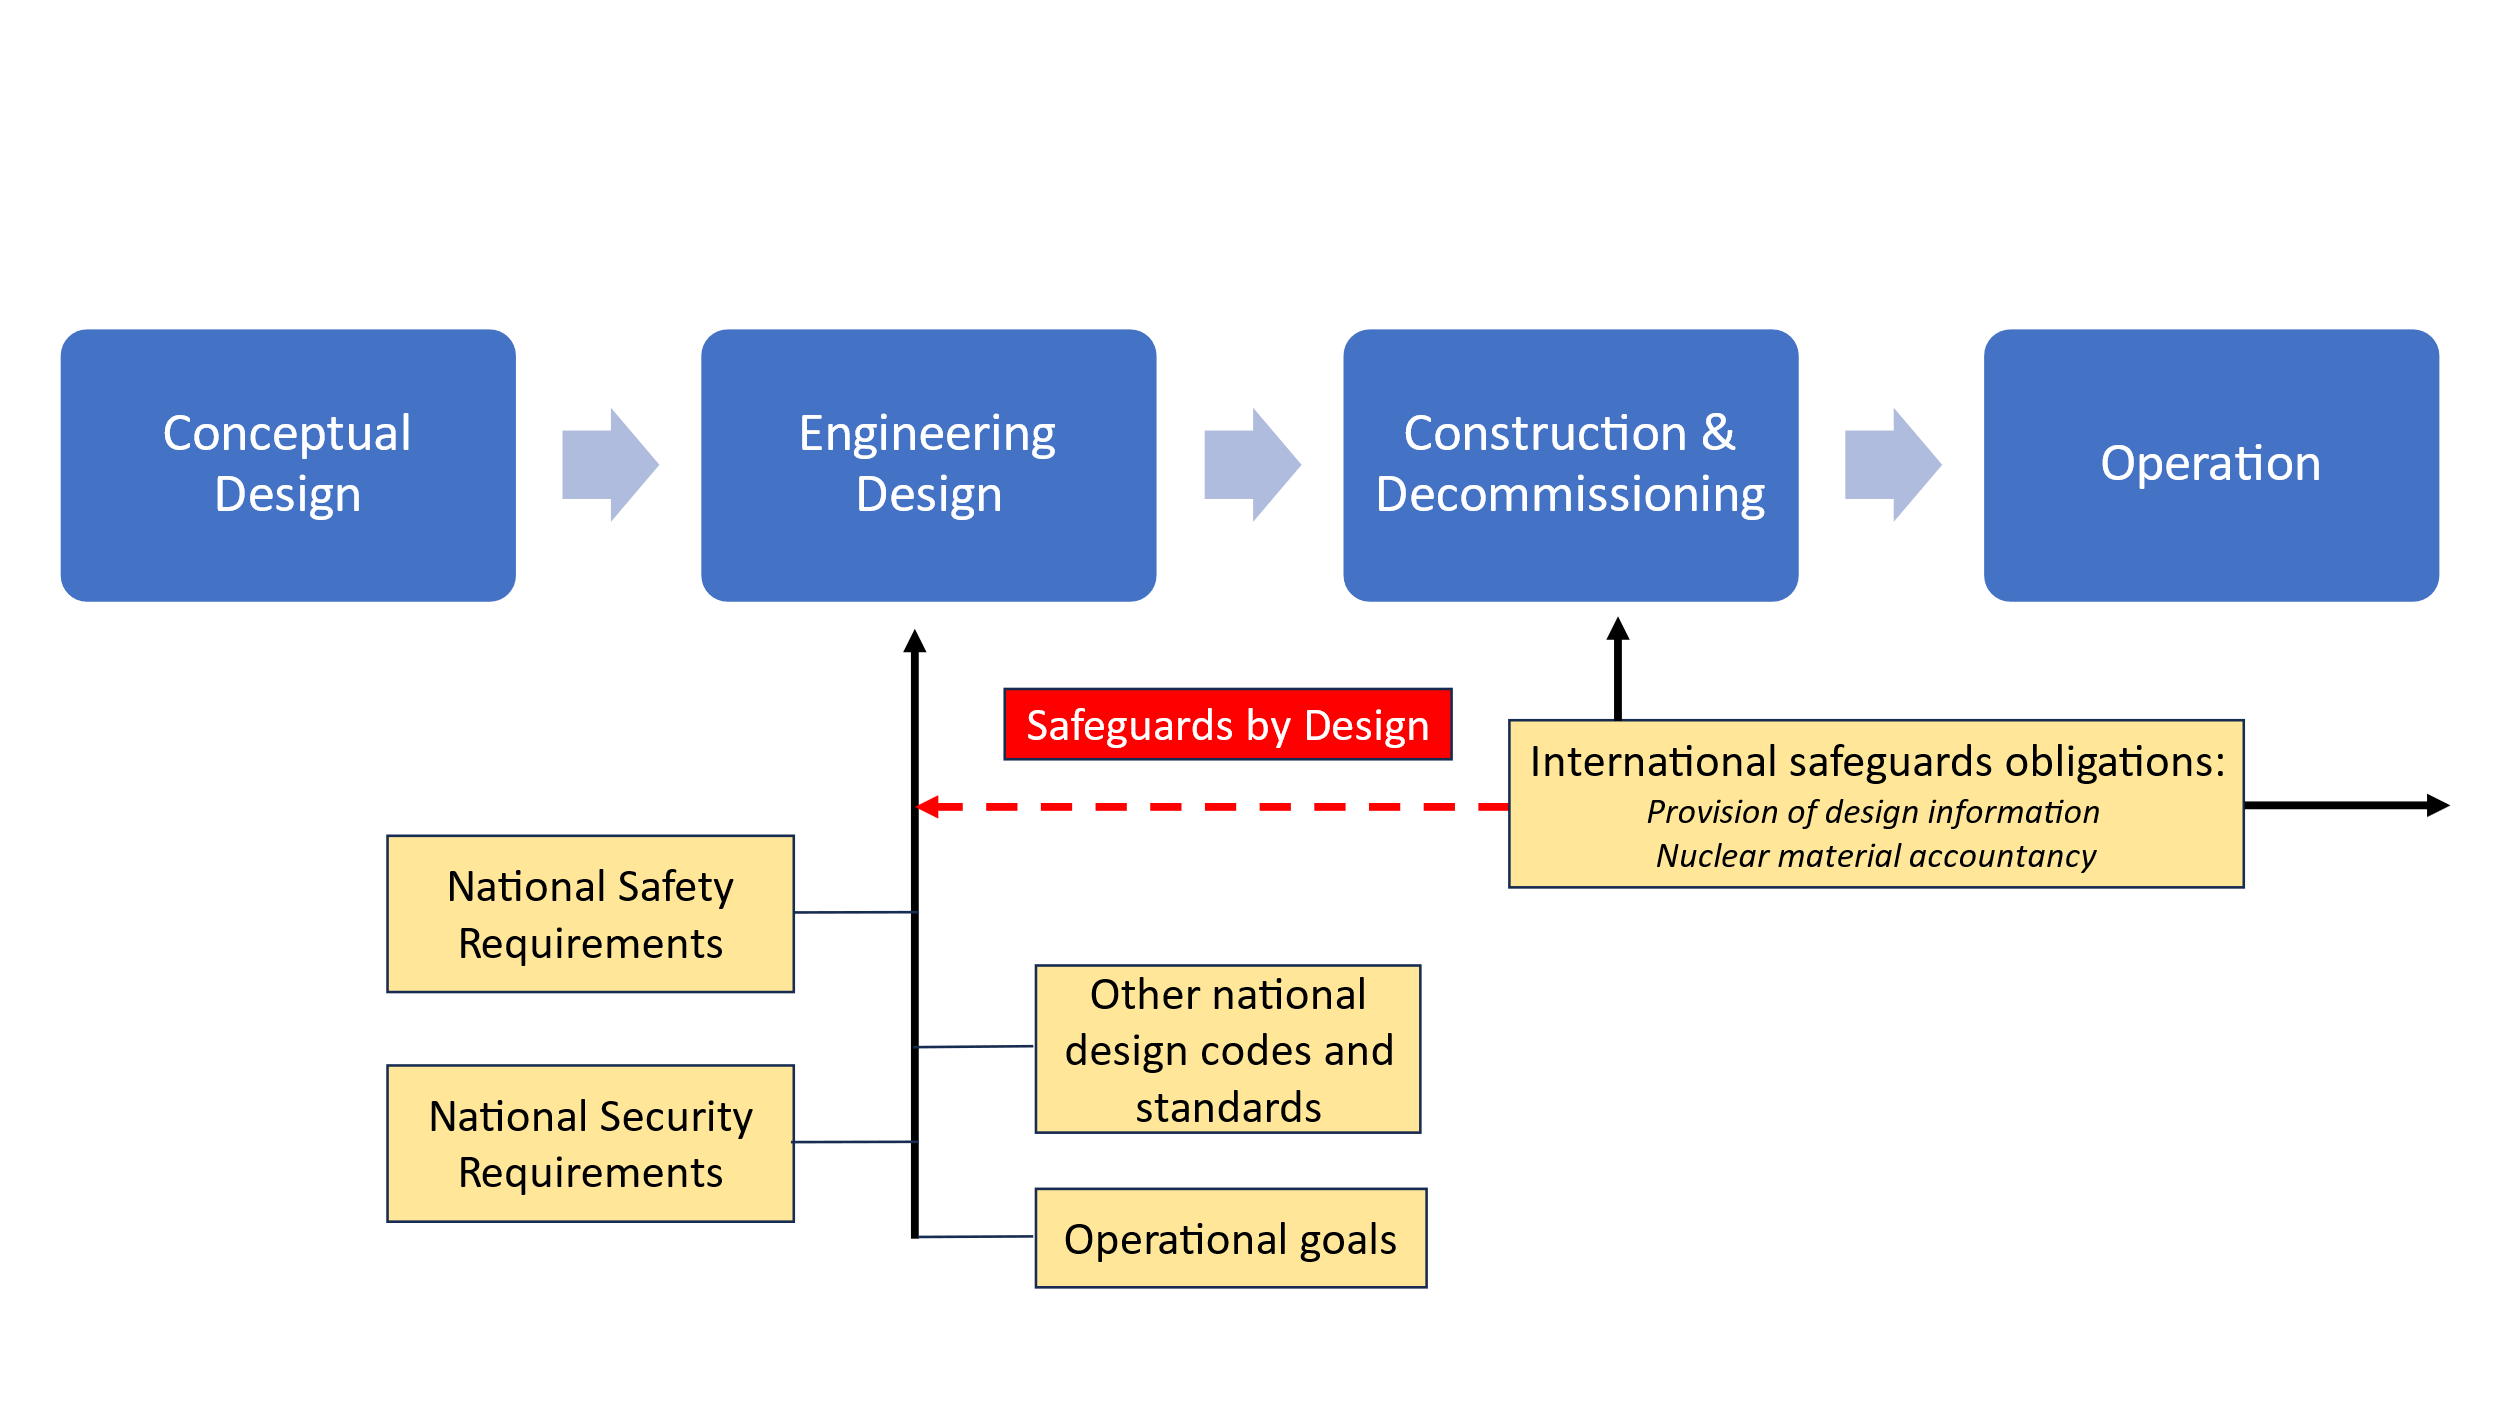 Conceptual
Design
Engineering
Design
Construction &
Decommissioning
Operation
Safeguards by Design
International safeguards obligations:
Provision of design information
Nuclear material accountancy
National Safety
Requirements
Other national
design codes and
standards
National Security
Requirements
Operational goals